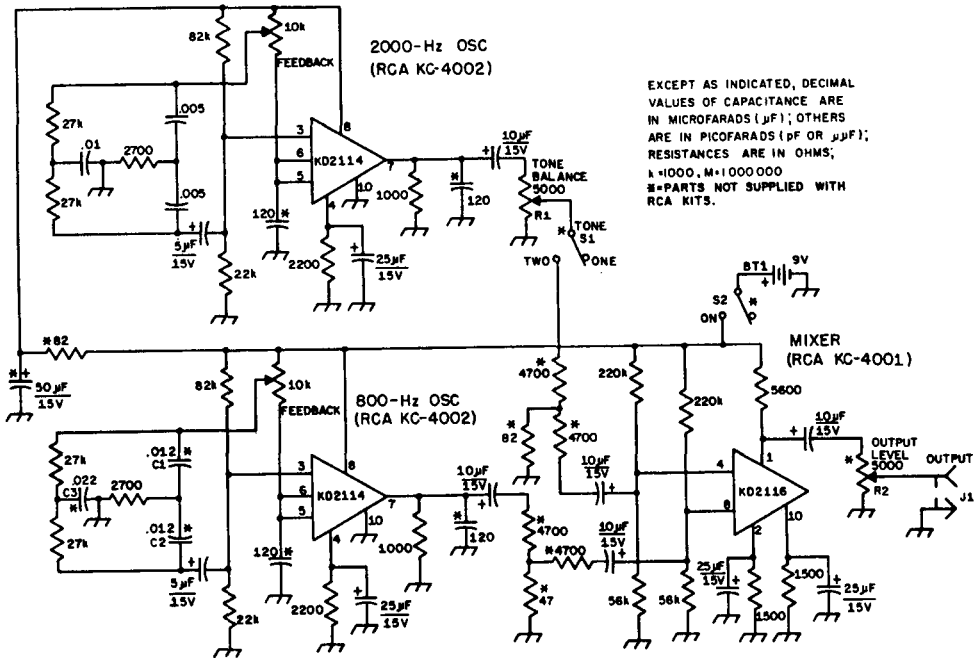 82k
10k
FEEDBACK
2000-Hz OSC
(RCA KC-4002)
EXCEPT AS INDICATED, DECIMAL
VALUES OF CAPACITANCE ARE
IN MICROFARADS (µF); OTHERS
ARE IN PICOFARADS (pF OR µµF);
RESISTANCES ARE IN OHMS;
k=1000, M=1000000
*=PARTS NOT SUPPLIED WITH
RCA KITS.
27k
.005
.01
2700
27k
.005
5µF
15V
+
22k
3
6
5
8
KD2114
7
10
4
120 *
2200
+
25µF
15V
1000
*
120
10µF
15V
+
TONE
BALANCE
5000
R1
* TONE
S1
TWO
ONE
BT1
+
9V
S2
*
ON
MIXER
(RCA KC-4001)
*82
* +
50µF
15V
82k
10k
FEEDBACK
800-Hz OSC
(RCA KC-4002)
27k
.012 *
C1
.022
C3 *
2700
27k
.012 *
C2
5µF
15V
+
22k
3
6
5
8
KD2114
7
10
4
120 *
2200
+
25µF
15V
1000
*
120
10µF
15V
+
*
4700
*
82
*
4700
10µF
15V
+
*
4700
*4700
10µF
15V
+
*
47
220k
220k
56k
56k
5600
4
8
KD2116
1
2
10
25µF
15V
+
1500
1500
+
25µF
15V
10µF
15V
+
OUTPUT
LEVEL
* 5000
R2
OUTPUT
J1